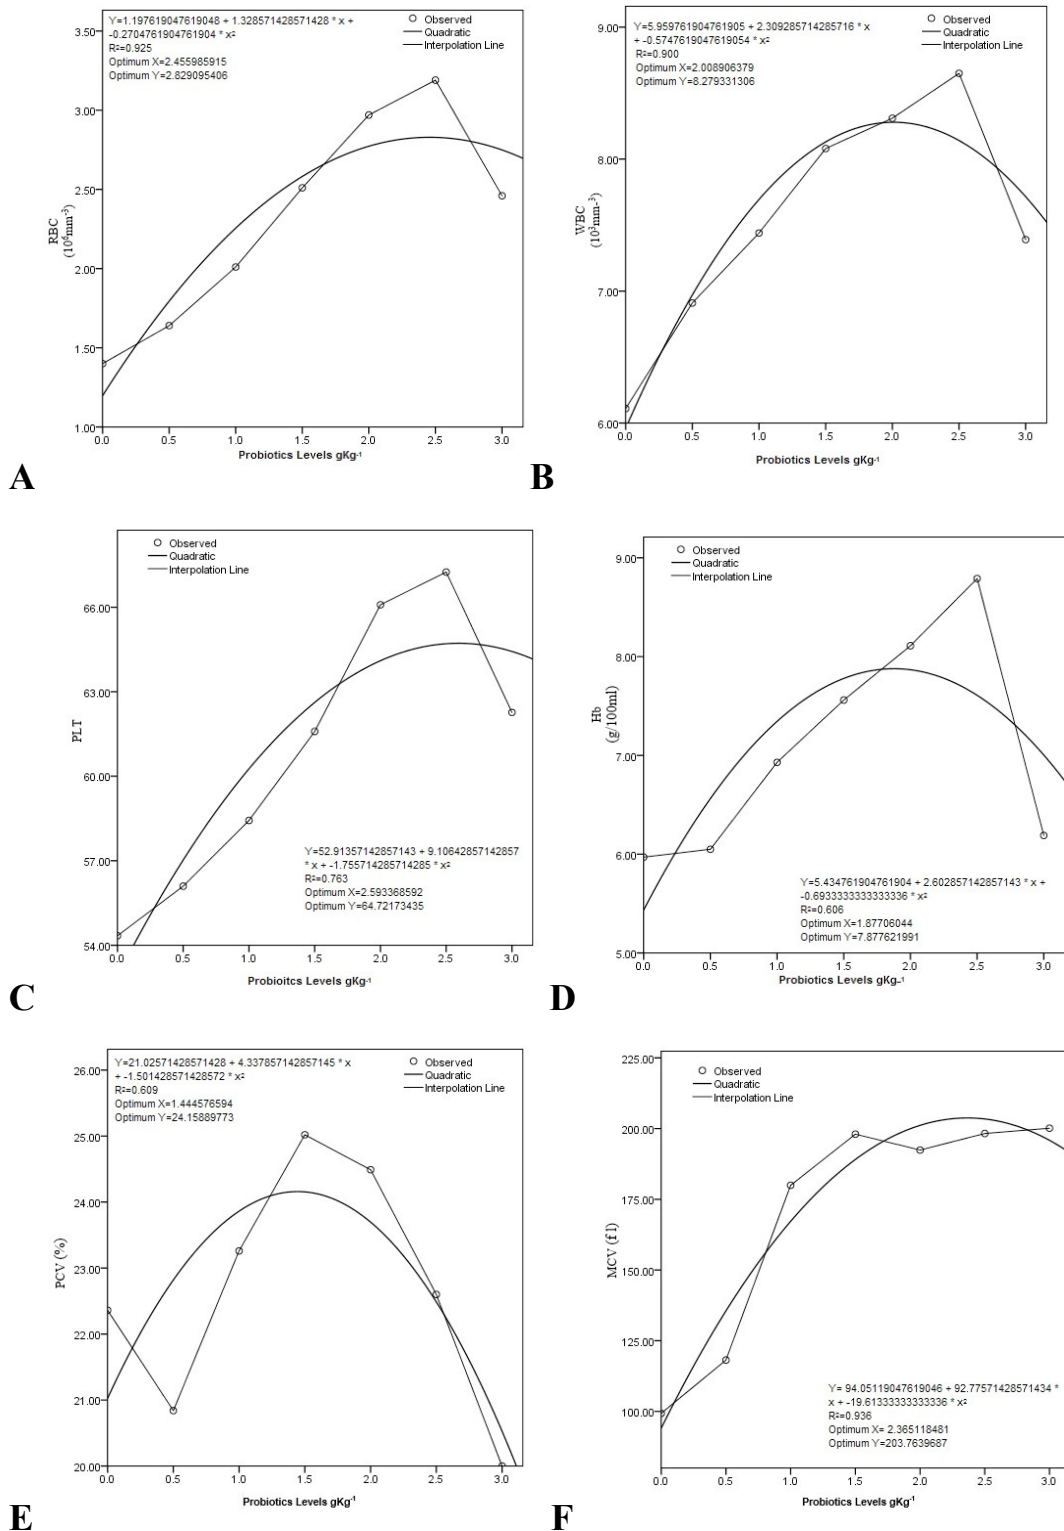 Y=1.197619047619048 + 1.328571428571428 * x +
-0.2704761904761904 * x²
R²=0.925
Optimum X=2.455985915
Optimum Y=2.829095406
Observed
Quadratic
Interpolation Line
3.50
3.00
2.50
2.00
1.50
1.00
RBC
(10⁶mm⁻³)
0.0 0.5 1.0 1.5 2.0 2.5 3.0
Probiotics Levels gKg⁻¹
A
Y=5.959761904761905 + 2.309285714285716 * x
+ -0.5747619047619054 * x²
R²=0.900
Optimum X=2.008906379
Optimum Y=8.279331306
Observed
Quadratic
Interpolation Line
9.00
8.00
7.00
6.00
WBC
(10³mm⁻³)
0.0 0.5 1.0 1.5 2.0 2.5 3.0
Probiotics Levels gKg⁻¹
B
Observed
Quadratic
Interpolation Line
66.00
63.00
60.00
57.00
54.00
PLT
Y=52.91357142857143 + 9.10642857142857
* x + -1.755714285714285 * x²
R²=0.763
Optimum X=2.593368592
Optimum Y=64.72173435
0.0 0.5 1.0 1.5 2.0 2.5 3.0
Probioitcs Levels gKg⁻¹
C
Observed
Quadratic
Interpolation Line
9.00
8.00
7.00
6.00
5.00
Hb
(g/100ml)
Y=5.434761904761904 + 2.602857142857143 * x +
-0.6933333333333336 * x²
R²=0.606
Optimum X=1.87706044
Optimum Y=7.877621991
0.0 0.5 1.0 1.5 2.0 2.5 3.0
Probiotics Levels gKg-¹
D
Y=21.02571428571428 + 4.337857142857145 * x
+ -1.501428571428572 * x²
R²=0.609
Optimum X=1.444576594
Optimum Y=24.15889773
Observed
Quadratic
Interpolation Line
26.00
25.00
24.00
23.00
22.00
21.00
20.00
PCV (%)
0.0 0.5 1.0 1.5 2.0 2.5 3.0
Probiotics Levels gKg⁻¹
E
Observed
Quadratic
Interpolation Line
225.00
200.00
175.00
150.00
125.00
100.00
MCV (f l)
Y= 94.05119047619046 + 92.77571428571434 *
x + -19.61333333333336 * x²
R²=0.936
Optimum X= 2.365118481
Optimum Y=203.7639687
0.0 0.5 1.0 1.5 2.0 2.5 3.0
Probiotics Levels gKg⁻¹
F